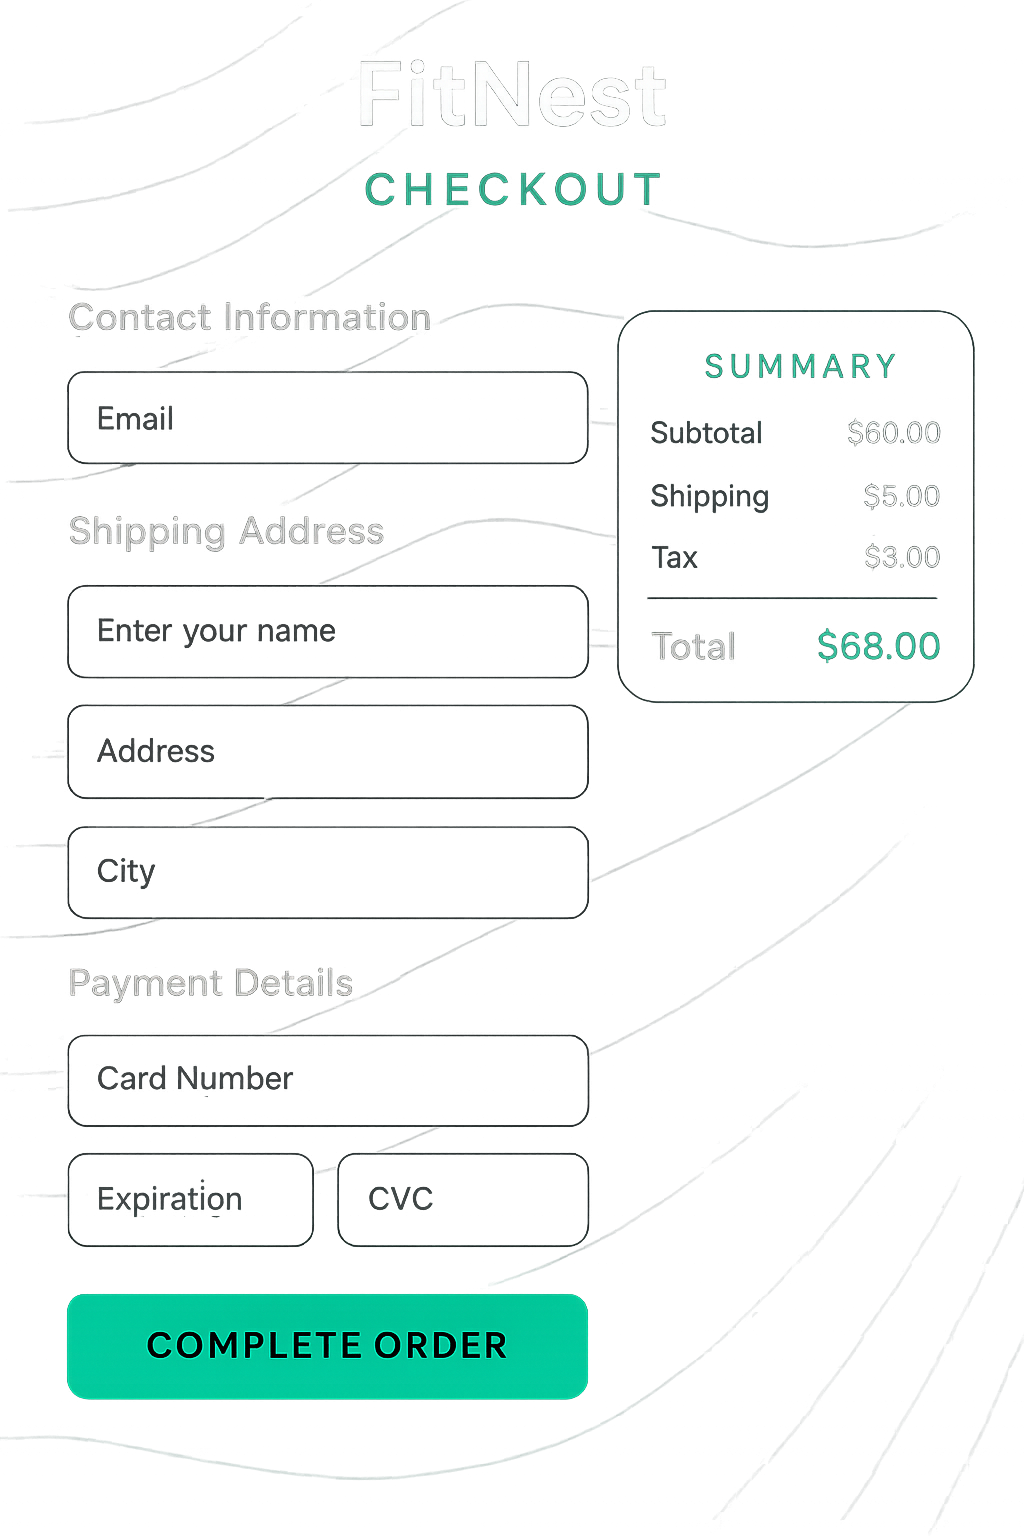 FitNest
CHECKOUT
Contact Information
Email
Shipping Address
Enter your name
Address
City
Payment Details
Card Number
Expiration
CVC
COMPLETE ORDER
SUMMARY
Subtotal $60.00
Shipping $5.00
Tax $3.00
Total $68.00